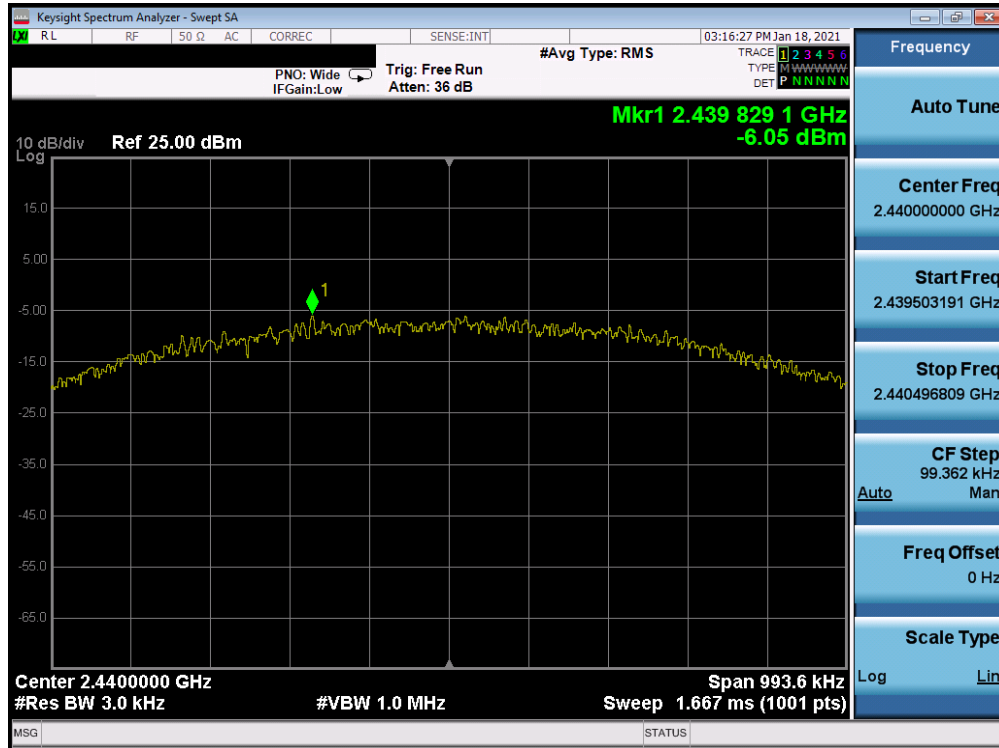 Keysight Spectrum Analyzer - Swept SA
LXI RL RF 50 Ω AC CORREC SENSE:INT 03:16:27 PM Jan 18, 2021
#Avg Type: RMS TRACE 1 2 3 4 5 6
PNO: Wide Trig: Free Run TYPE M WWWWW
IFGain:Low Atten: 36 dB DET P N N N N N
Mkr1 2.439 829 1 GHz
-6.05 dBm
10 dB/div Ref 25.00 dBm
Log
1
15.0
5.00
-5.00
-15.0
-25.0
-35.0
-45.0
-55.0
-65.0
Center 2.4400000 GHz Span 993.6 kHz
#Res BW 3.0 kHz #VBW 1.0 MHz Sweep 1.667 ms (1001 pts)
MSG STATUS
Frequency
Auto Tune
Center Freq
2.440000000 GHz
Start Freq
2.439503191 GHz
Stop Freq
2.440496809 GHz
CF Step
99.362 kHz
Auto Man
Freq Offset
0 Hz
Scale Type
Log Lin